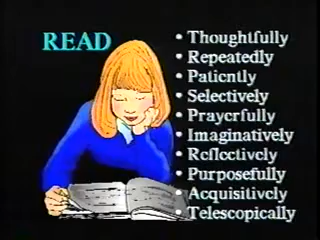 READ
• Thoughtfully
• Repeatedly
• Patiently
• Selectively
• Prayerfully
• Imaginatively
• Reflectively
• Purposefully
• Acquisitively
• Telescopically